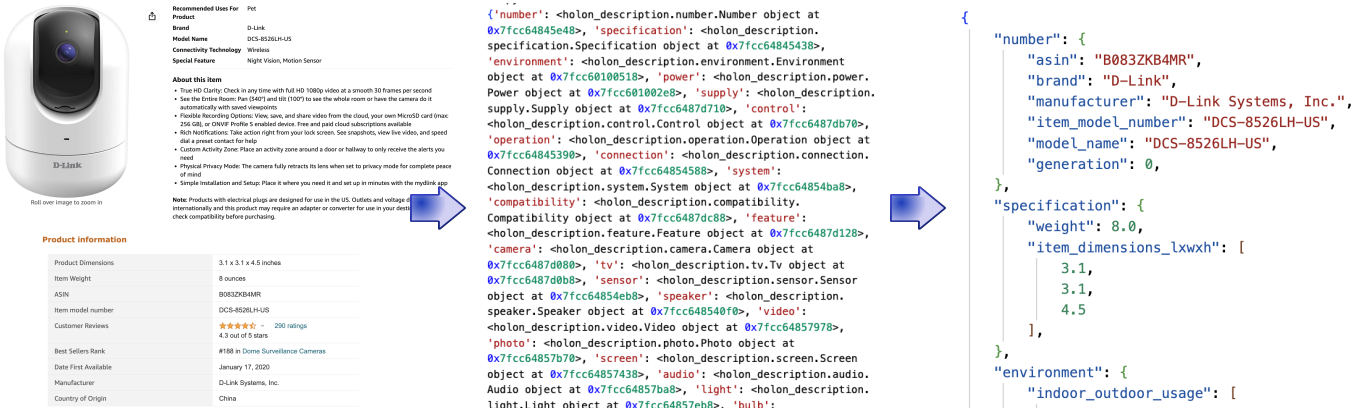 Recommended Uses For Product Pet
Brand D-Link
Model Name DCS-8526LH-US
Connectivity Technology Wireless
Special Feature Night Vision, Motion Sensor
About this item
• True HD Clarity: Check in any time with full HD 1080p video at a smooth 30 frames per second
• See the Entire Room: Pan (340°) and tilt (100°) to see the whole room or have the camera do it
automatically with saved viewpoints
• Flexible Recording Options: View, save, and share video from the cloud, your own MicroSD card (max
256 GB), or ONVIF Profile S enabled device. Free and paid cloud subscriptions available
• Rich Notifications: Take action right from your lock screen. See snapshots, view live video, and speed
dial a preset contact for help
• Custom Activity Zone: Place an activity zone around a door or hallway to only receive the alerts you
need
• Physical Privacy Mode: The camera fully retracts its lens when set to privacy mode for complete peace
of mind
• Simple Installation and Setup: Place it where you need it and set up in minutes with the mydlink app
Note: Products with electrical plugs are designed for use in the US. Outlets and voltage
internationally and this product may require an adapter or converter for use in your
check compatibility before purchasing.
D-Link
Roll over image to zoom in
Product information
Product Dimensions 3.1 x 3.1 x 4.5 inches
Item Weight 8 ounces
ASIN B083ZKB4MR
Item model number DCS-8526LH-US
Customer Reviews 290 ratings
4.3 out of 5 stars
Best Sellers Rank #188 in Dome Surveillance Cameras
Date First Available January 17, 2020
Manufacturer D-Link Systems, Inc.
Country of Origin China
{'number': <holon_description.number.Number object at
0x7fcc64845e48>, 'specification': <holon_description.
specification.Specification object at 0x7fcc64845438>,
'environment': <holon_description.environment.Environment
object at 0x7fcc60100518>, 'power': <holon_description.power.
Power object at 0x7fcc601002e8>, 'supply': <holon_description.
supply.Supply object at 0x7fcc6487d710>, 'control':
<holon_description.control.Control object at 0x7fcc6487db70>,
'operation': <holon_description.operation.Operation object at
0x7fcc64845390>, 'connection': <holon_description.connection.
Connection object at 0x7fcc64854588>, 'system':
<holon_description.system.System object at 0x7fcc64854ba8>,
'compatibility': <holon_description.compatibility.
Compatibility object at 0x7fcc6487dc88>, 'feature':
<holon_description.feature.Feature object at 0x7fcc6487d128>,
'camera': <holon_description.camera.Camera object at
0x7fcc6487d080>, 'tv': <holon_description.tv.Tv object at
0x7fcc6487d0b8>, 'sensor': <holon_description.sensor.Sensor
object at 0x7fcc64854eb8>, 'speaker': <holon_description.
speaker.Speaker object at 0x7fcc648540f0>, 'video':
<holon_description.video.Video object at 0x7fcc64857978>,
'photo': <holon_description.photo.Photo object at
0x7fcc64857b70>, 'screen': <holon_description.screen.Screen
object at 0x7fcc64857438>, 'audio': <holon_description.audio.
Audio object at 0x7fcc64857ba8>, 'light': <holon_description.
light.Light object at 0x7fcc64857eb8>, 'bulb':
{
"number": {
"asin": "B083ZKB4MR",
"brand": "D-Link",
"manufacturer": "D-Link Systems, Inc.",
"item_model_number": "DCS-8526LH-US",
"model_name": "DCS-8526LH-US",
"generation": 0,
},
"specification": {
"weight": 8.0,
"item_dimensions_lxwxh": [
3.1,
3.1,
4.5
],
},
"environment": {
"indoor_outdoor_usage": [